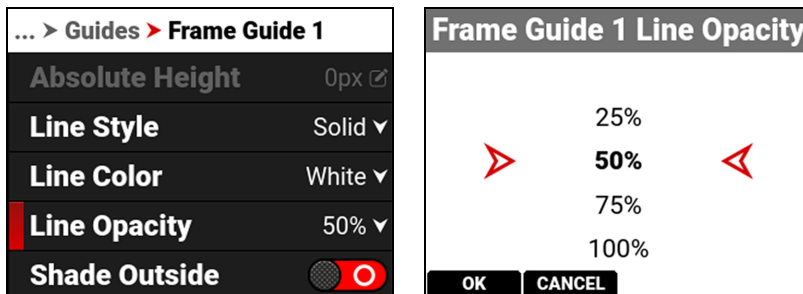 ... > Guides > Frame Guide 1
Absolute Height 0px
Line Style Solid
Line Color White
Line Opacity 50%
Shade Outside
Frame Guide 1 Line Opacity
25%
50%
75%
100%
OK CANCEL